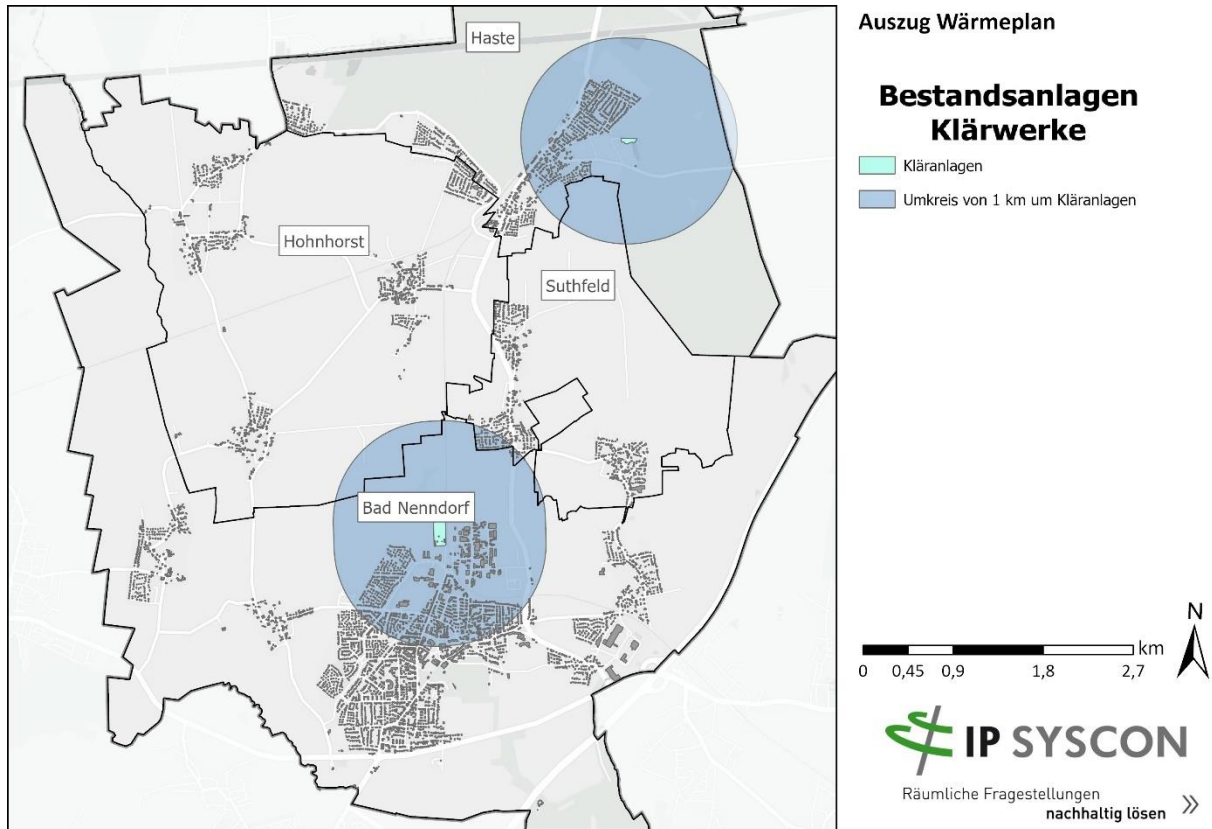 Haste
Hohnhorst
Suthfeld
Bad Nenndorf
Auszug Wärmeplan
Bestandsanlagen
Klärwerke
Kläranlagen
Umkreis von 1 km um Kläranlagen
N
km
0 0,45 0,9 1,8 2,7
IP SYSCON
Räumliche Fragestellungen
nachhaltig lösen »